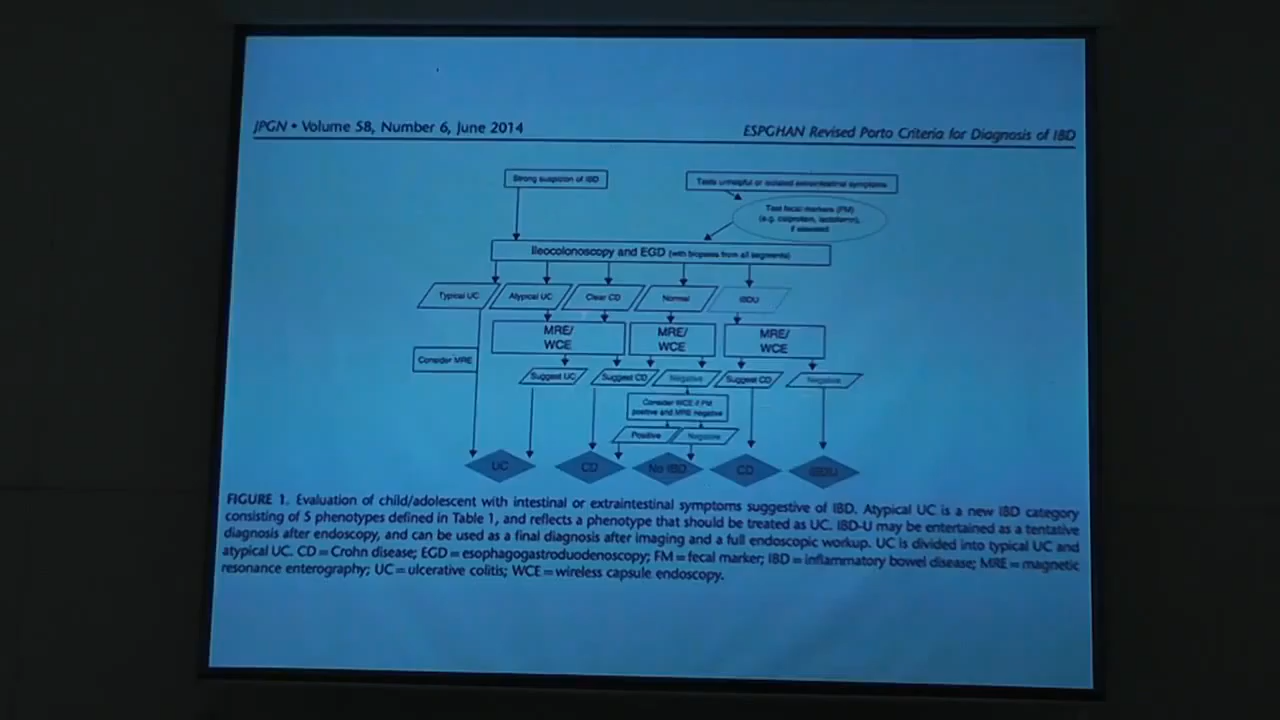 JPGN • Volume 58, Number 6, June 2014
ESPGHAN Revised Porto Criteria for Diagnosis of IBD
Strong suspicion of IBD
Tests unhelpful or isolated extraintestinal symptoms
Test fecal markers (FM)
(e.g. calprotein, lactoferrin),
if assessed
Ileocolonoscopy and EGD (with biopsies from all segments)
Typical UC
Atypical UC
Clear CD
Normal
IBDU
MRE/
WCE
MRE/
WCE
MRE/
WCE
Consider MRE
Suggest UC
Suggest CD
Negative
Suggest CD
Negative
Consider WCE if FM
positive and MRE negative
Positive
Negative
UC
CD
No IBD
CD
IBDU
FIGURE 1. Evaluation of child/adolescent with intestinal or extraintestinal symptoms suggestive of IBD. Atypical UC is a new IBD category
consisting of 5 phenotypes defined in Table 1, and reflects a phenotype that should be treated as UC. IBD-U may be entertained as a tentative
diagnosis after endoscopy, and can be used as a final diagnosis after imaging and a full endoscopic workup. UC is divided into typical UC and
atypical UC. CD = Crohn disease; EGD = esophagogastroduodenoscopy; FM = fecal marker; IBD = inflammatory bowel disease; MRE = magnetic
resonance enterography; UC = ulcerative colitis; WCE = wireless capsule endoscopy.